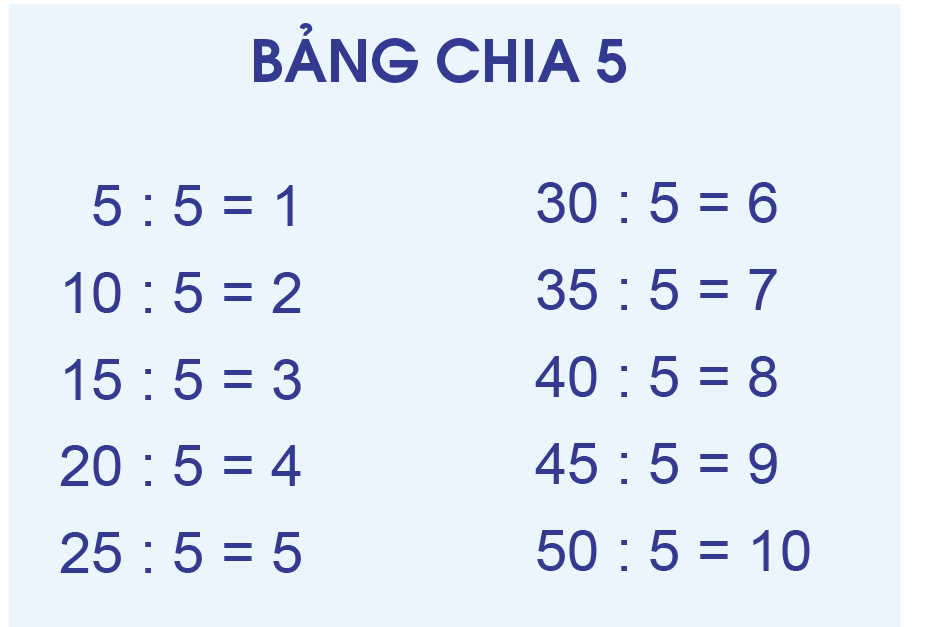 BẢNG CHIA 5
5 : 5 = 1
10 : 5 = 2
15 : 5 = 3
20 : 5 = 4
25 : 5 = 5
30 : 5 = 6
35 : 5 = 7
40 : 5 = 8
45 : 5 = 9
50 : 5 = 10